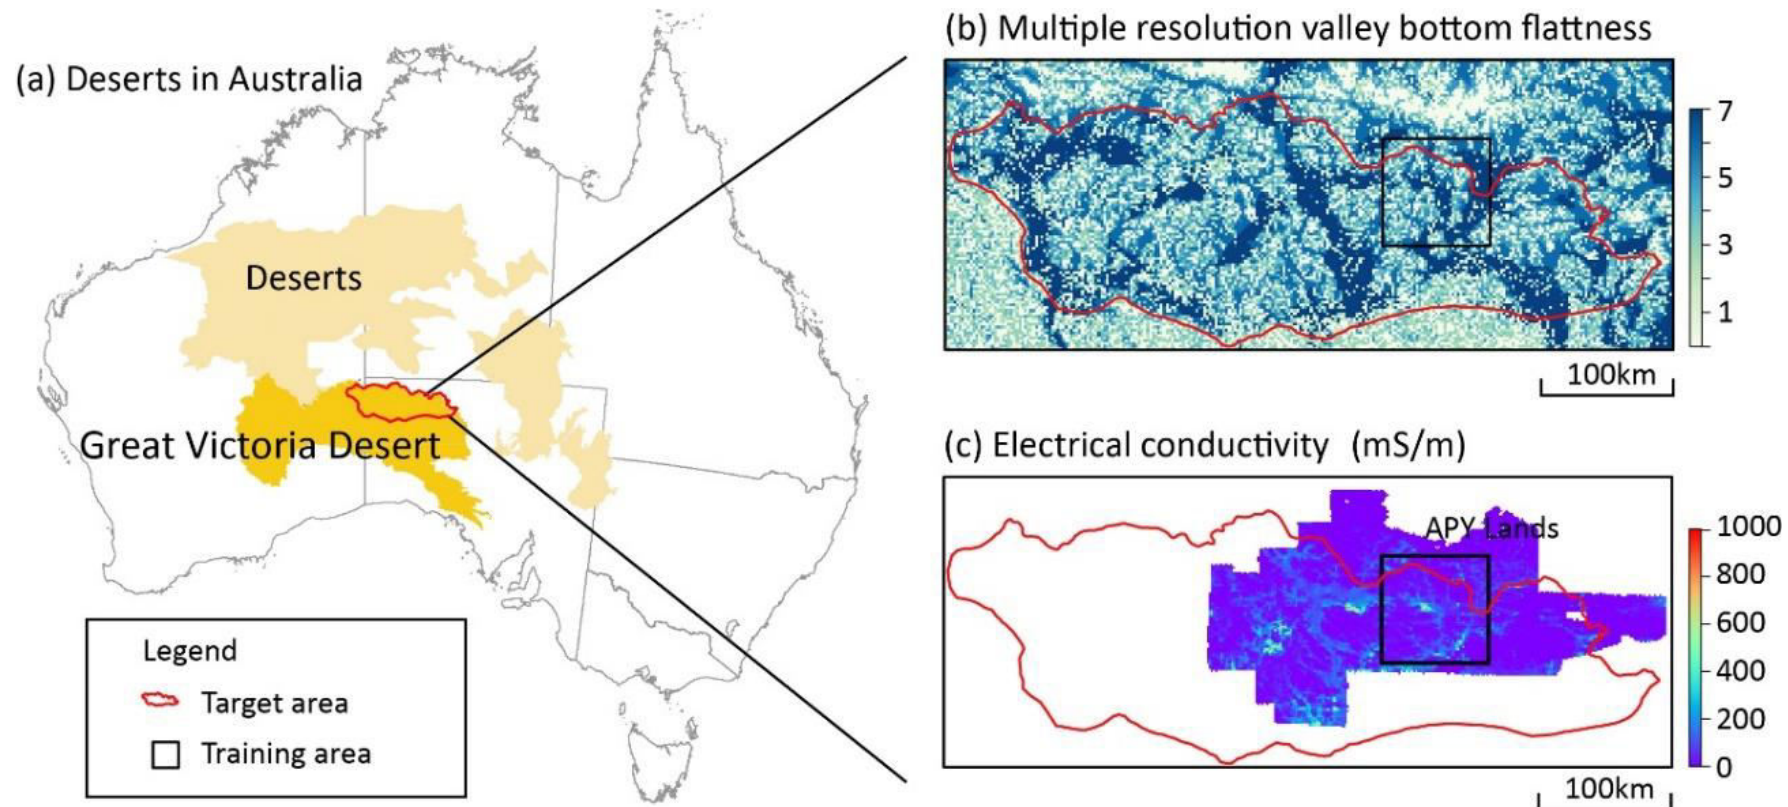 (a) Deserts in Australia
Deserts
Great Victoria Desert
Legend
Target area
Training area
(b) Multiple resolution valley bottom flattness
7
5
3
1
100km
(c) Electrical conductivity (mS/m)
APY Lands
1000
800
600
400
200
0
100km